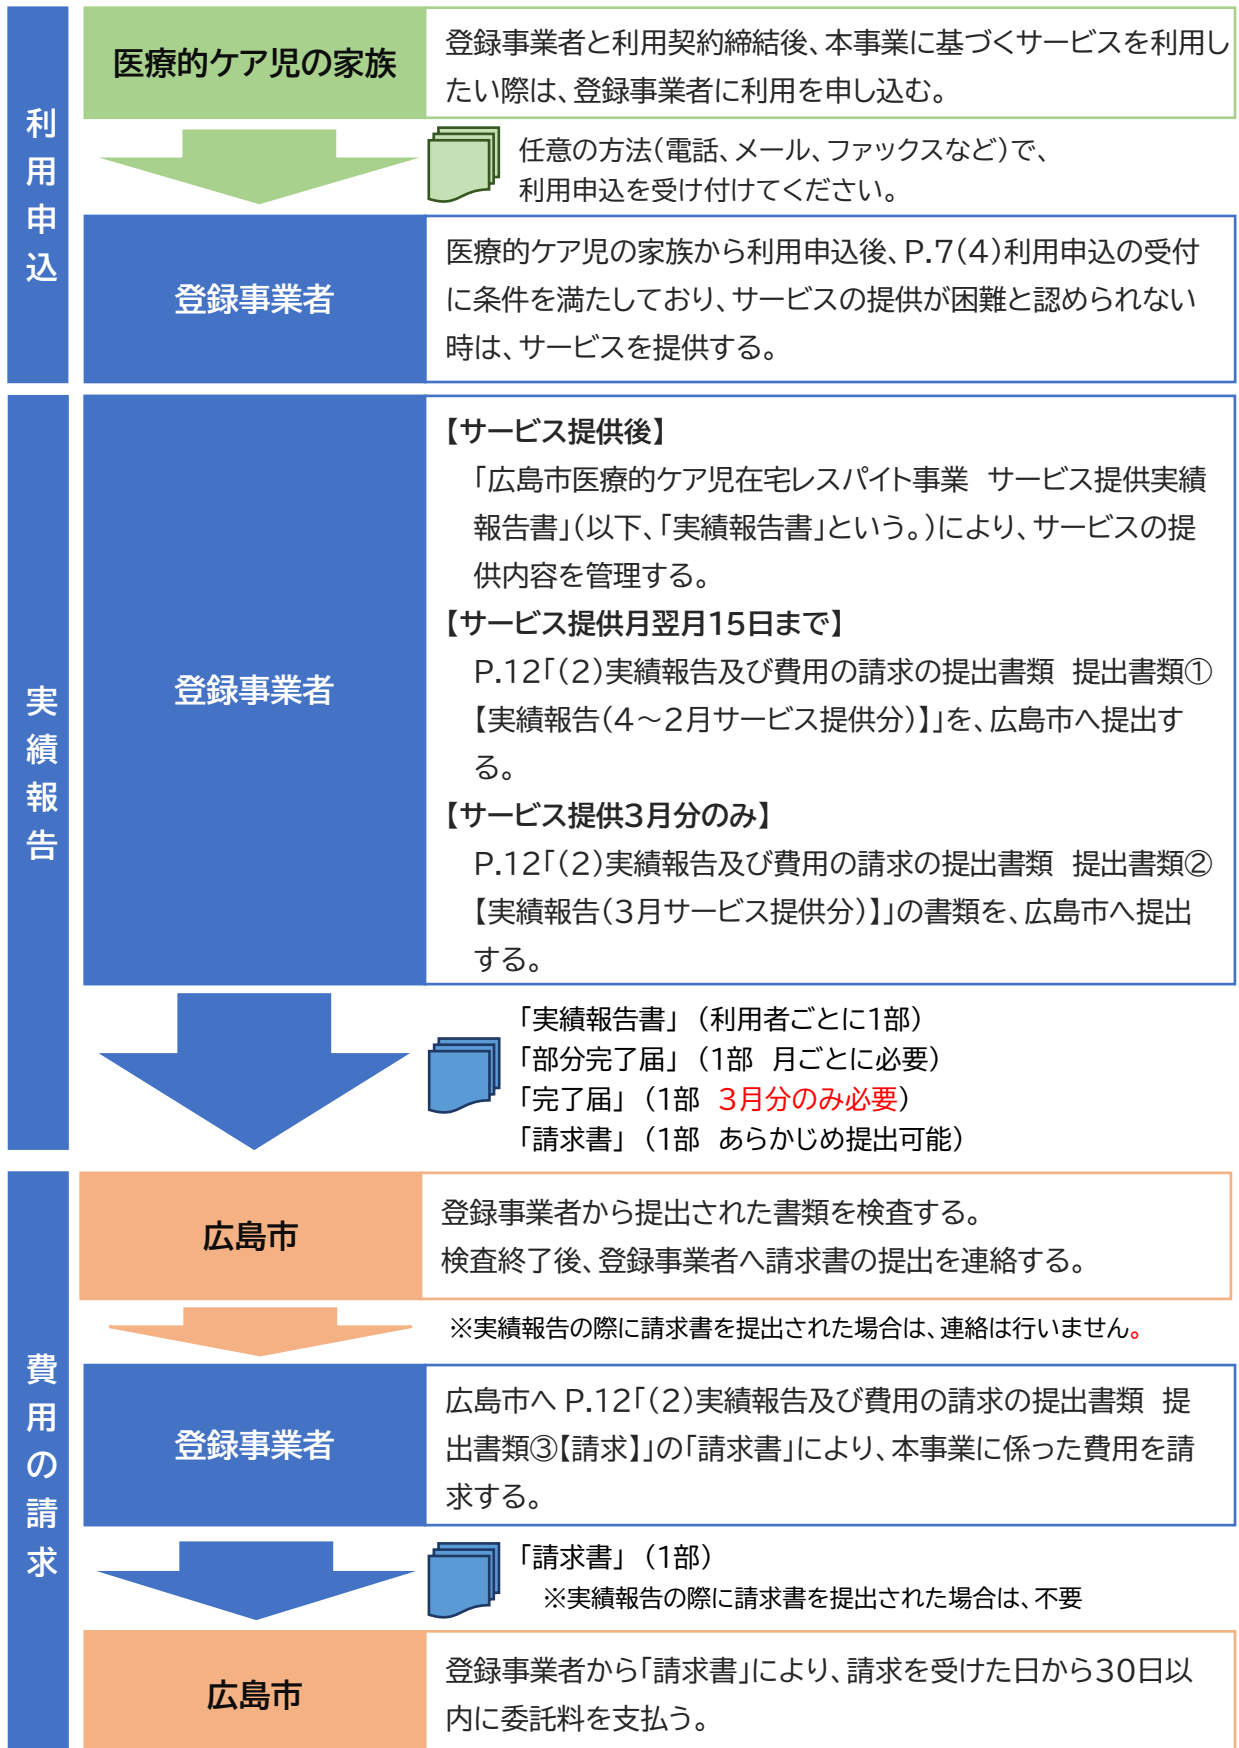 利用申込
医療的ケア児の家族
登録事業者と利用契約締結後、本事業に基づくサービスを利用し
たい際は、登録事業者に利用を申し込む。
任意の方法(電話、メール、ファックスなど)で、
利用申込を受け付けてください。
登録事業者
医療的ケア児の家族から利用申込後、P.7(4)利用申込の受付
に条件を満たしており、サービスの提供が困難と認められない
時は、サービスを提供する。
実績報告
登録事業者
【サービス提供後】
「広島市医療的ケア児在宅レスパイト事業 サービス提供実績
報告書」(以下、「実績報告書」という。)により、サービスの提
供内容を管理する。
【サービス提供月翌月15日まで】
P.12「(2)実績報告及び費用の請求の提出書類 提出書類①
【実績報告(4～2月サービス提供分)】」を、広島市へ提出す
る。
【サービス提供3月分のみ】
P.12「(2)実績報告及び費用の請求の提出書類 提出書類②
【実績報告(3月サービス提供分)】」の書類を、広島市へ提出
する。
「実績報告書」(利用者ごとに1部)
「部分完了届」(1部 月ごとに必要)
「完了届」(1部 3月分のみ必要)
「請求書」(1部 あらかじめ提出可能)
費用の請求
広島市
登録事業者から提出された書類を検査する。
検査終了後、登録事業者へ請求書の提出を連絡する。
※実績報告の際に請求書を提出された場合は、連絡は行いません。
登録事業者
広島市へ P.12「(2)実績報告及び費用の請求の提出書類 提
出書類③【請求】」の「請求書」により、本事業に係った費用を請
求する。
「請求書」(1部)
※実績報告の際に請求書を提出された場合は、不要
広島市
登録事業者から「請求書」により、請求を受けた日から30日以
内に委託料を支払う。